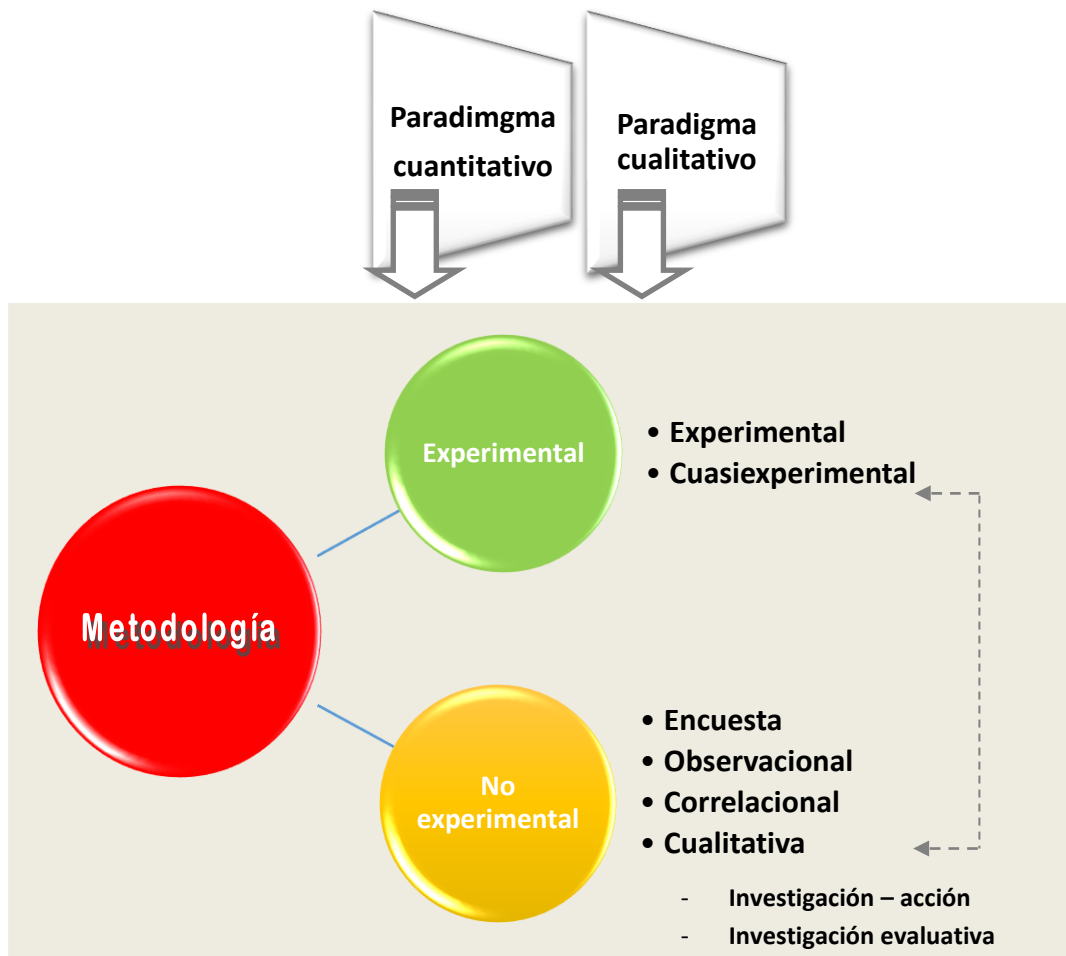 Paradimgma
cuantitativo
Paradigma
cualitativo
Experimental
• Experimental
• Cuasiexperimental
Metodología
No
experimental
• Encuesta
• Observacional
• Correlacional
• Cualitativa
- Investigación – acción
- Investigación evaluativa